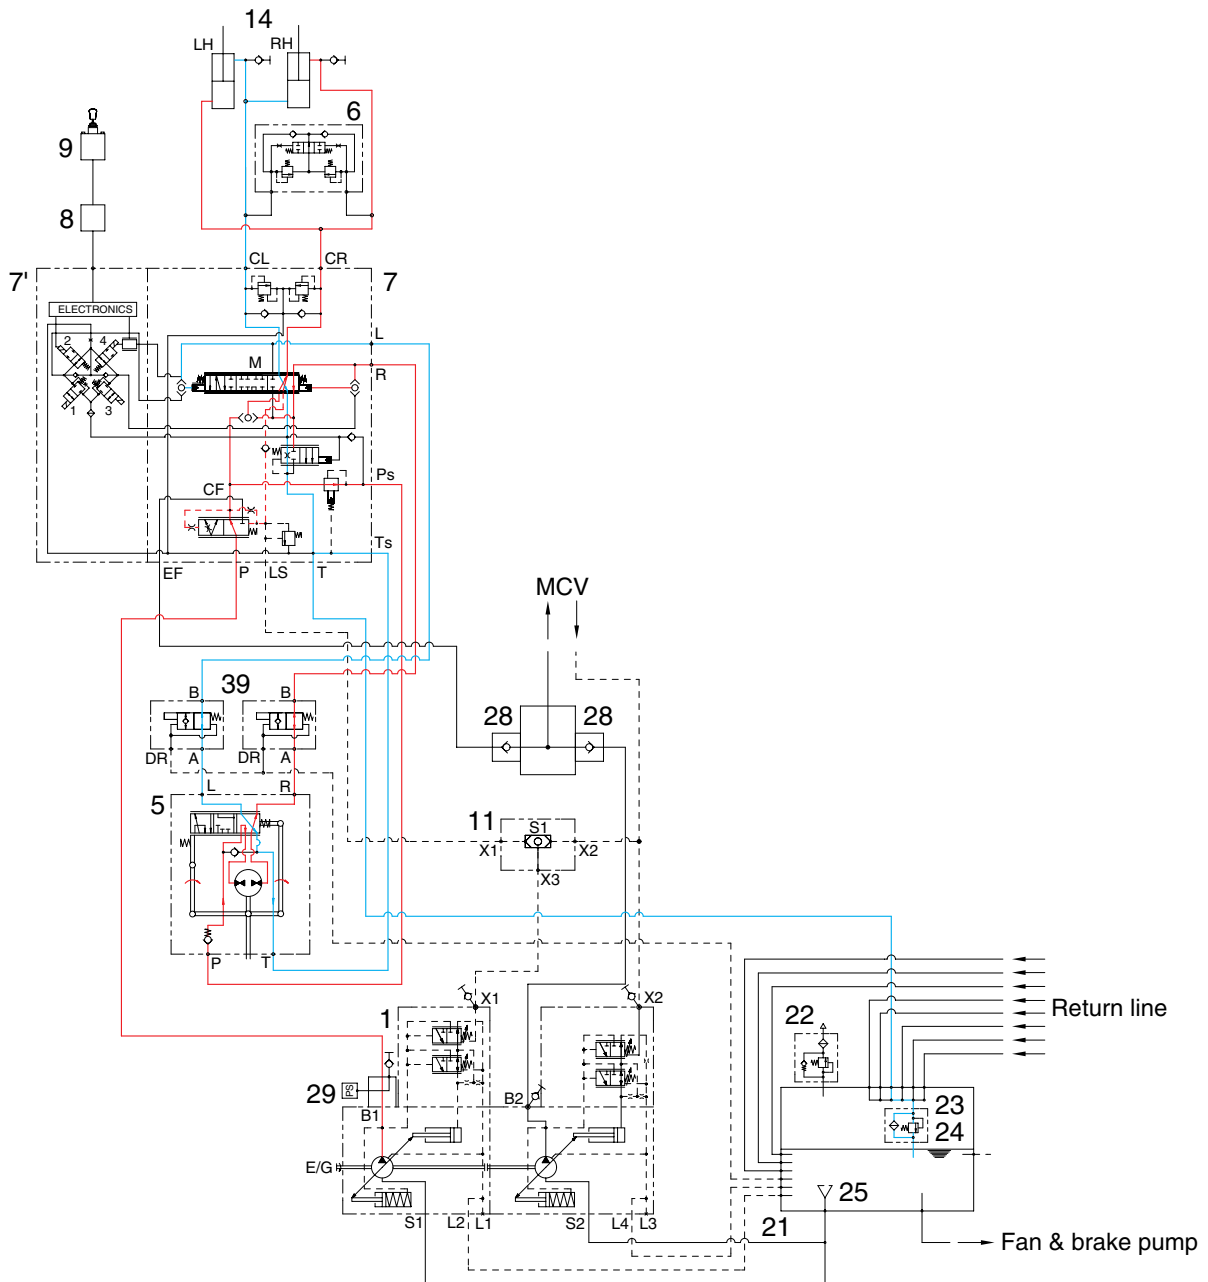 14
LH
RH
6
9
8
7'
CL
CR
7
ELECTRONICS
L
2
4
M
R
1
3
Ps
CF
Ts
EF
P
LS
T
MCV
B
39
B
28
28
DR
A
DR
A
L
R
5
11
S1
X1
X2
X3
P
T
X1
X2
1
22
Return line
29
PS
B1
B2
23
24
E/G
25
S1
L2
L1
S2
L4
L3
21
Fan & brake pump